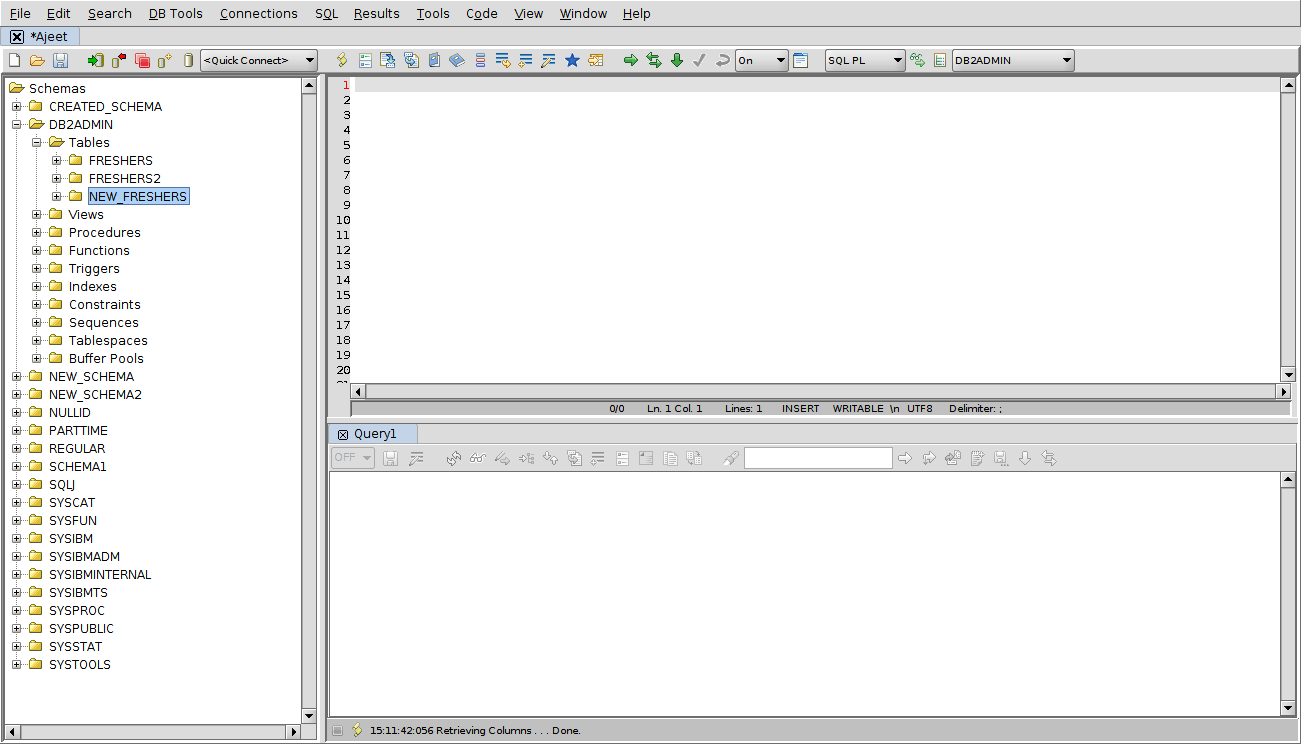 File Edit Search DB Tools Connections SQL Results Tools Code View Window Help
*Ajeet
<Quick Connect> On SQL PL DB2ADMIN
Schemas
CREATED_SCHEMA
DB2ADMIN
Tables
FRESHERS
FRESHERS2
NEW_FRESHERS
Views
Procedures
Functions
Triggers
Indexes
Constraints
Sequences
Tablespaces
Buffer Pools
NEW_SCHEMA
NEW_SCHEMA2
NULLID
PARTTIME
REGULAR
SCHEMA1
SQLJ
SYSCAT
SYSFUN
SYSIBM
SYSIBMADM
SYSIBMINTERNAL
SYSIBMTS
SYSPROC
SYSPUBLIC
SYSSTAT
SYSTOOLS
1
2
3
4
5
6
7
8
9
10
11
12
13
14
15
16
17
18
19
20
0/0 Ln. 1 Col. 1 Lines: 1 INSERT WRITABLE \n UTF8 Delimiter: ;
Query1
OFF
15:11:42:056 Retrieving Columns . . . Done.